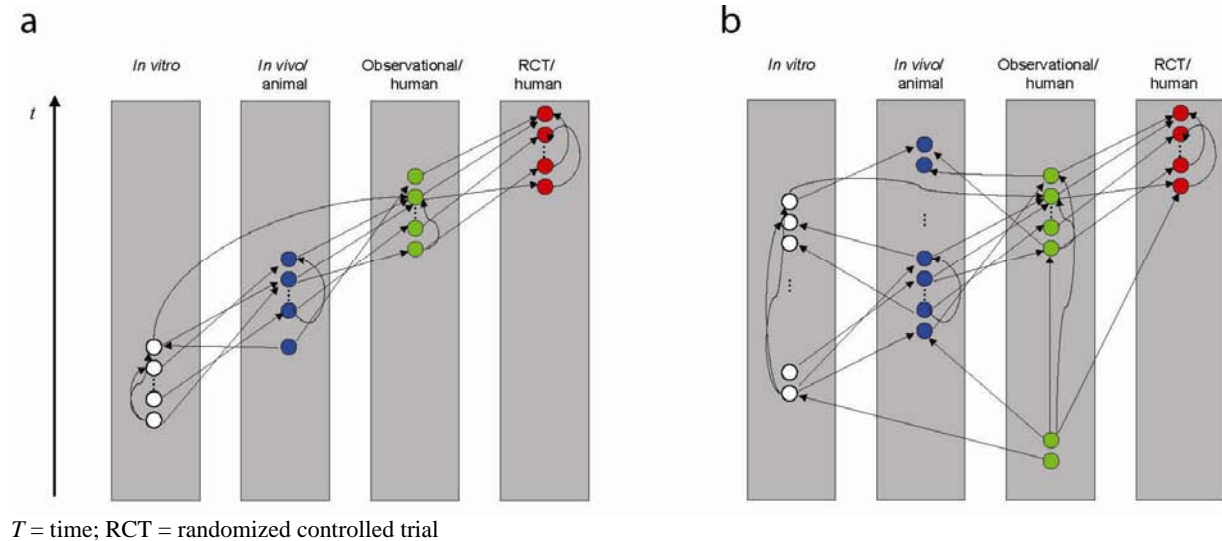 a
In vitro
In vivo/
animal
Observational/
human
RCT/
human
t
b
In vitro
In vivo/
animal
Observational/
human
RCT/
human
T = time; RCT = randomized controlled trial